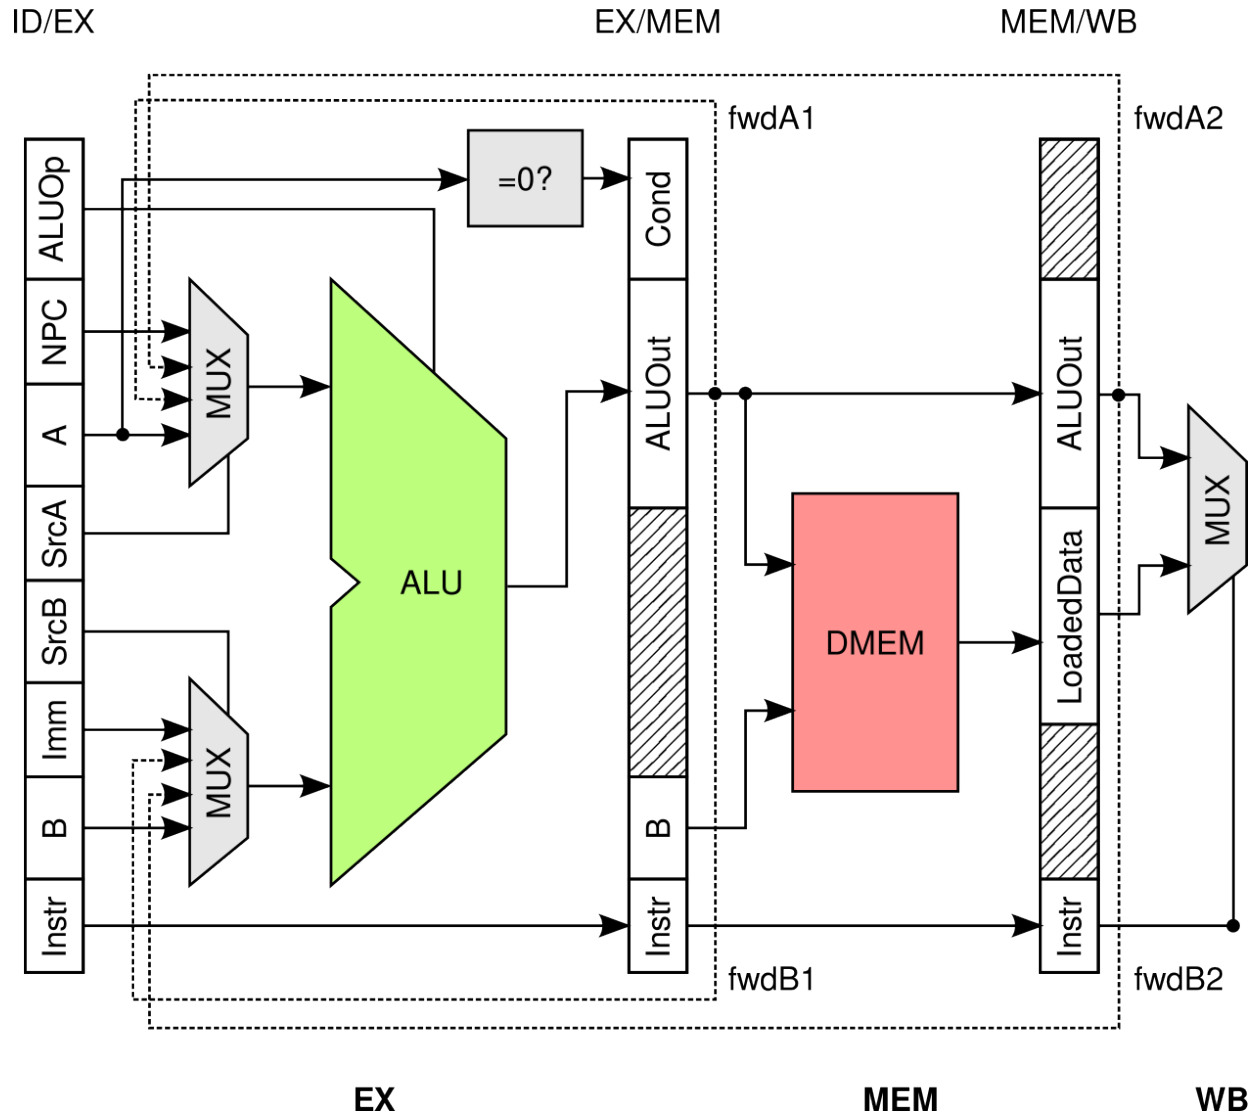 ID/EX
EX/MEM
MEM/WB
fwdA1
fwdA2
ALUOp
NPC
A
SrcA
SrcB
Imm
B
Instr
MUX
MUX
=0?
ALU
Cond
ALUOut
B
Instr
DMEM
ALUOut
LoadedData
Instr
MUX
fwdB1
fwdB2
EX
MEM
WB